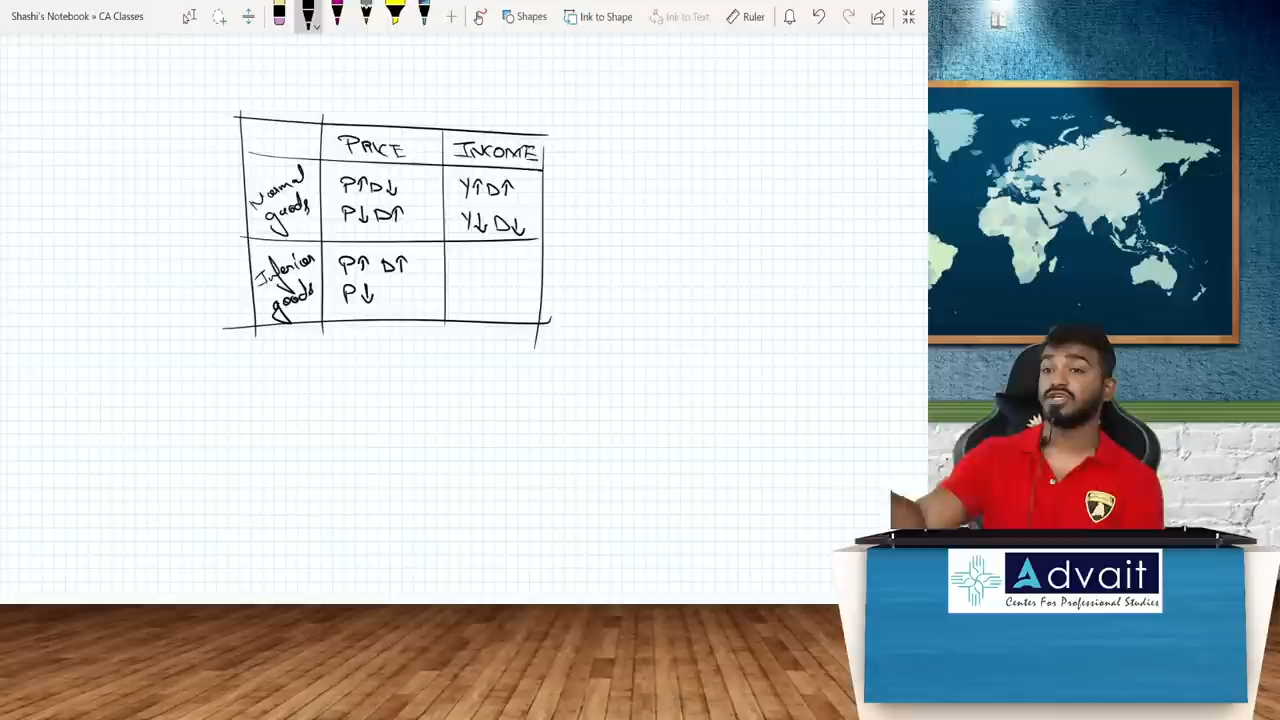 Shashi's Notebook » CA Classes
Shapes
Ink to Shape
Ink to Text
Ruler
PRICE INCOME
Normal goods
P↑D↓ Y↑D↑
P↓D↑ Y↓D↓
Inferior goods
P↑ D↑
P↓
Advait
Center For Professional Studies